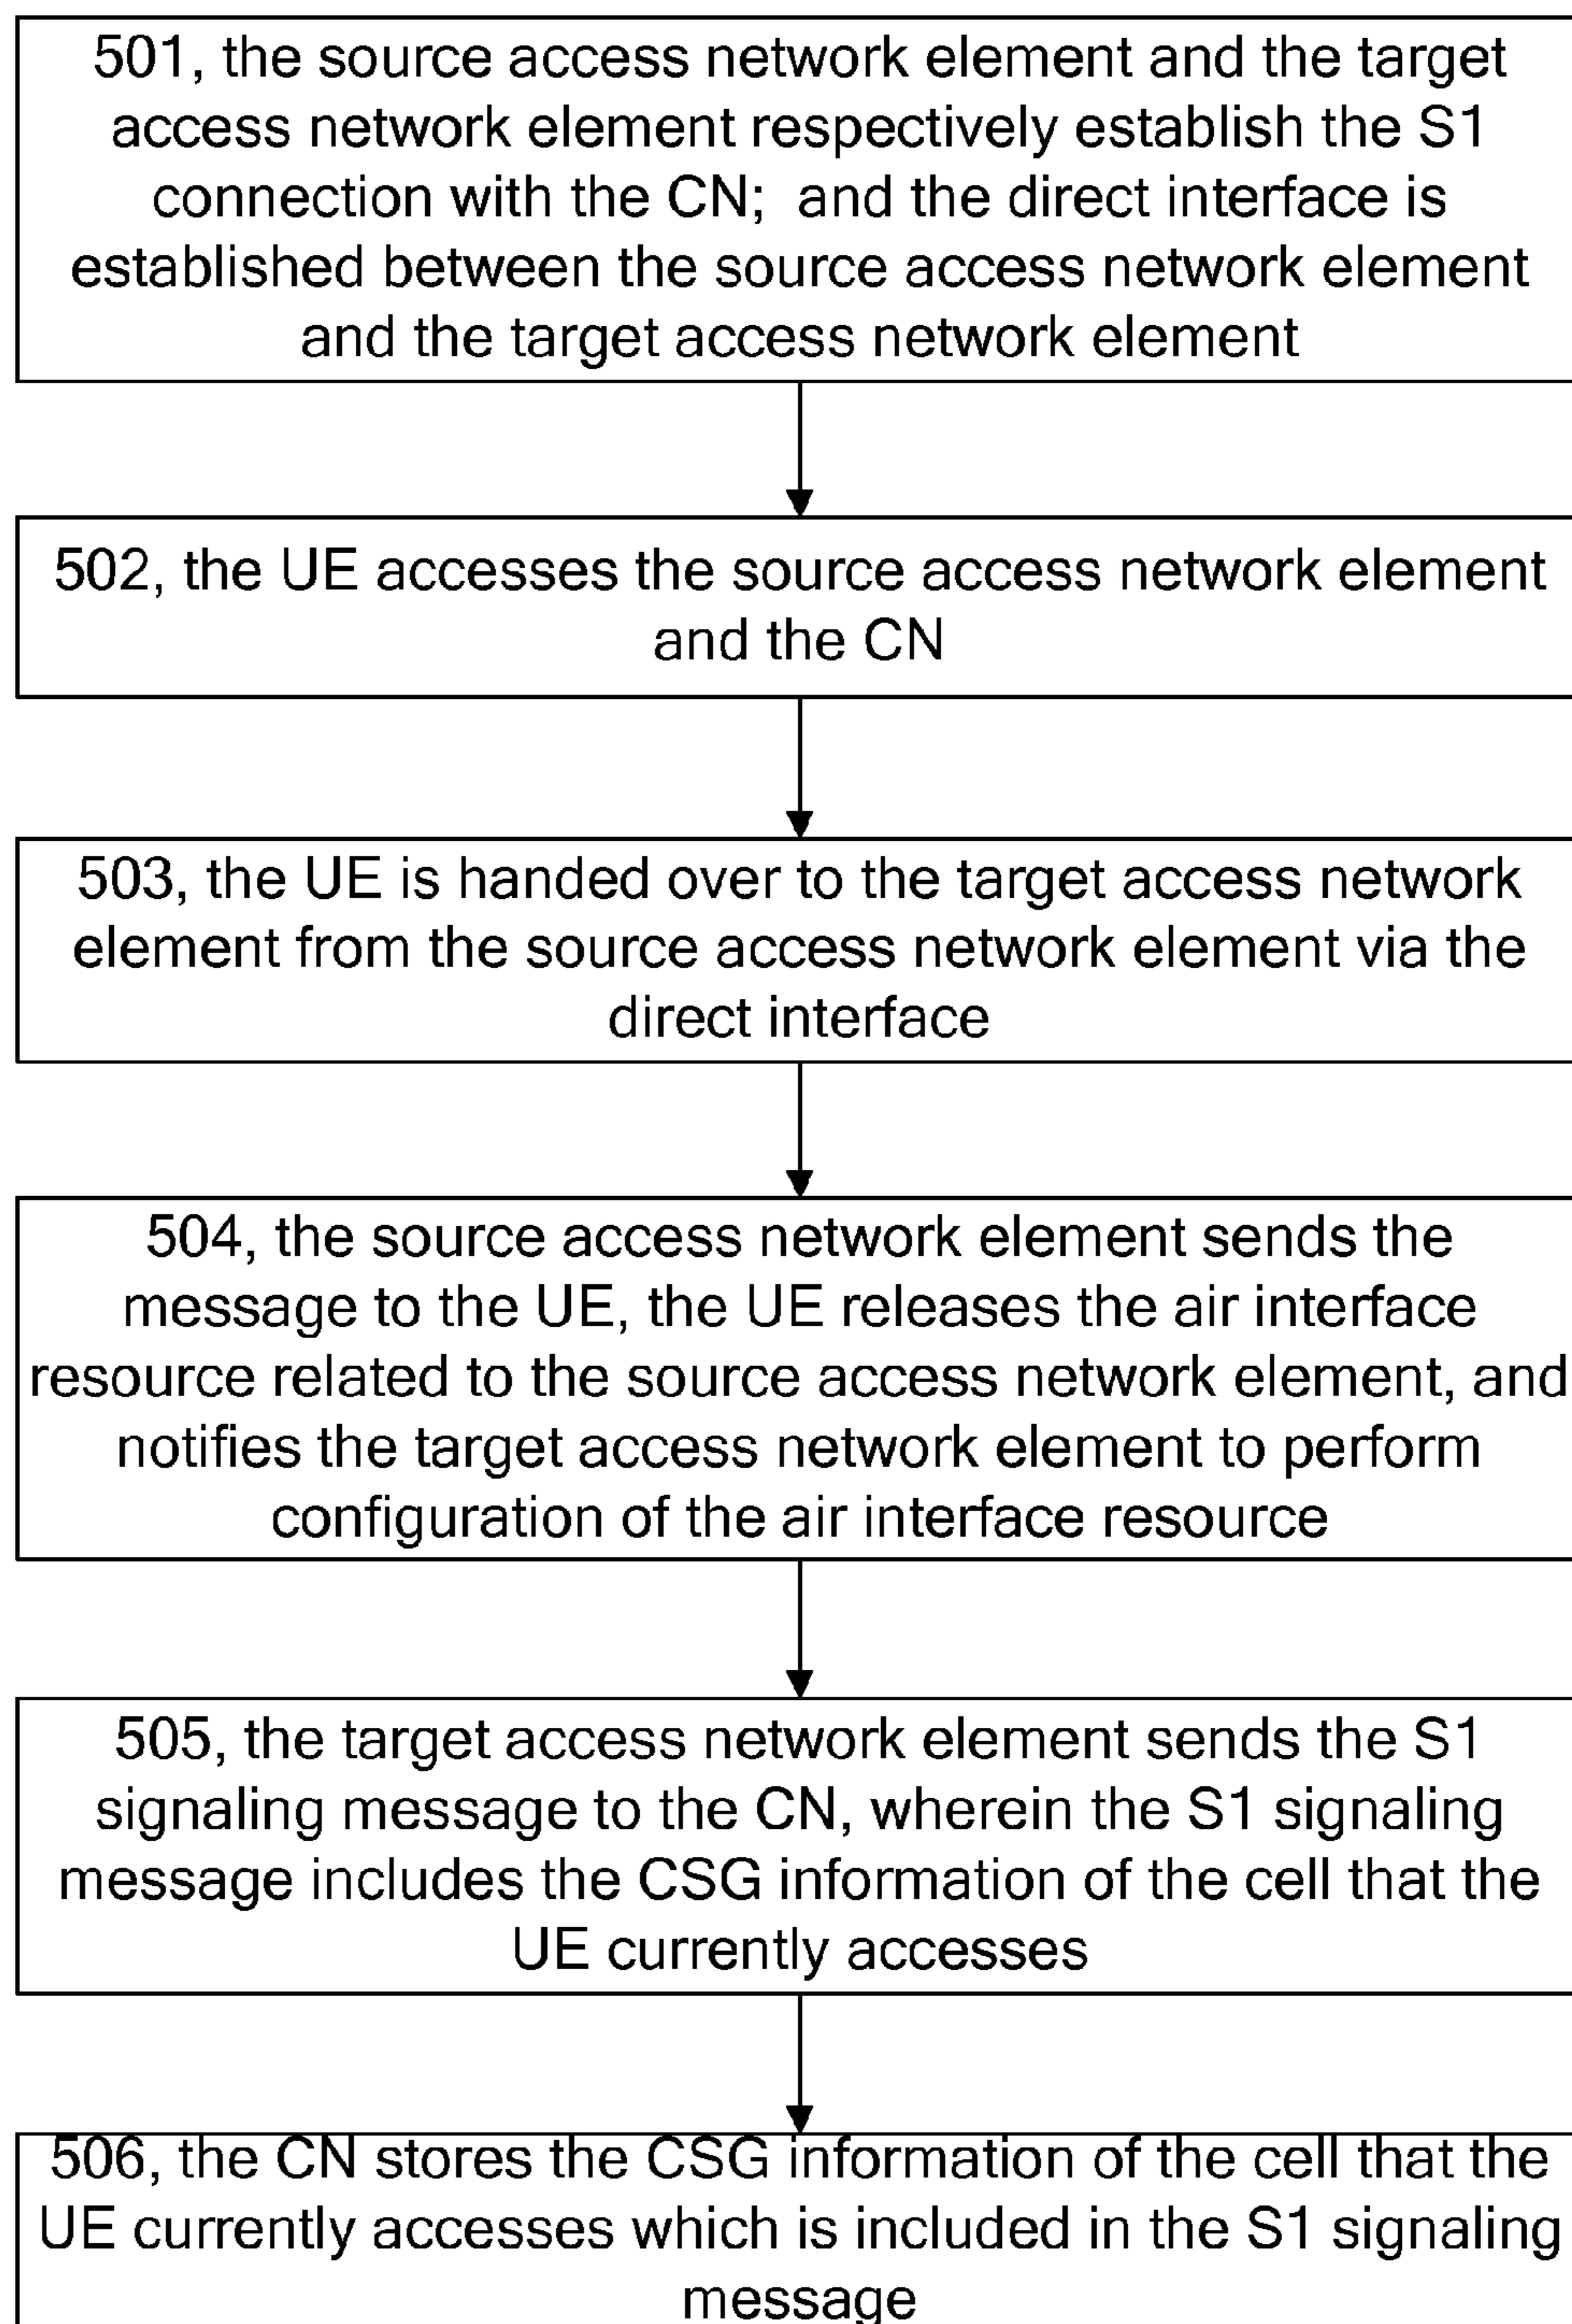 501, the source access network element and the target
access network element respectively establish the S1
connection with the CN;  and the direct interface is
established between the source access network element
and the target access network element
502, the UE accesses the source access network element
and the CN
503, the UE is handed over to the target access network
element from the source access network element via the
direct interface
504, the source access network element sends the
message to the UE, the UE releases the air interface
resource related to the source access network element, and
notifies the target access network element to perform
configuration of the air interface resource
505, the target access network element sends the S1
signaling message to the CN, wherein the S1 signaling
message includes the CSG information of the cell that the
UE currently accesses
506, the CN stores the CSG information of the cell that the
UE currently accesses which is included in the S1 signaling
message